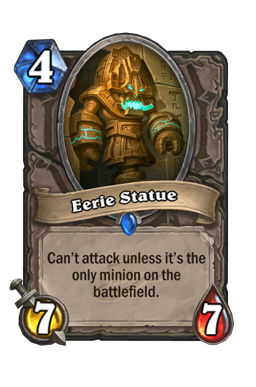 4
Eerie Statue
Can't attack unless it's the
only minion on the
battlefield.
7 7